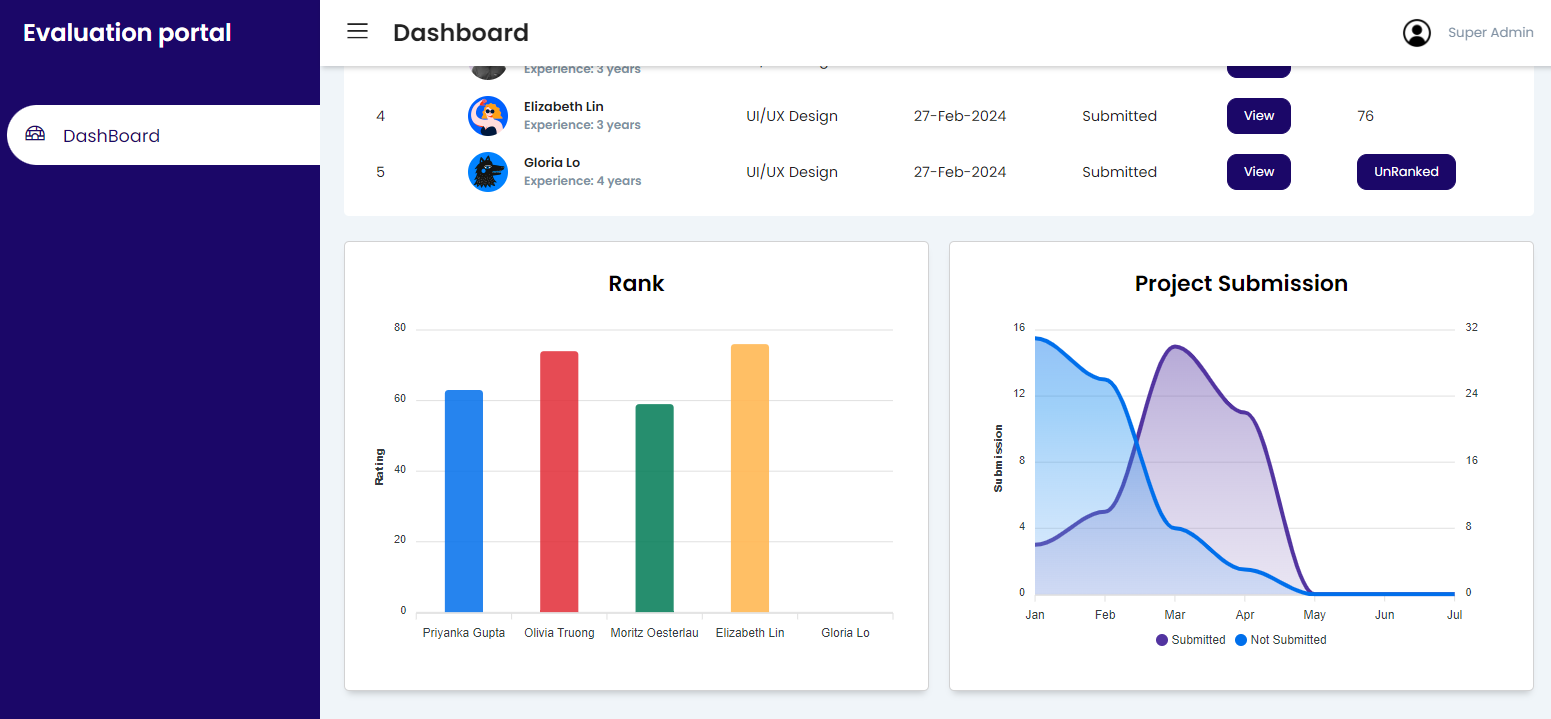 Evaluation portal
Dashboard
Super Admin
DashBoard
Experience: 3 years
4
Elizabeth Lin
Experience: 3 years
UI/UX Design
27-Feb-2024
Submitted
View
76
5
Gloria Lo
Experience: 4 years
UI/UX Design
27-Feb-2024
Submitted
View
UnRanked
Rank
80
60
40
20
0
Rating
Priyanka Gupta
Olivia Truong
Moritz Oesterlau
Elizabeth Lin
Gloria Lo
Project Submission
16
12
8
4
0
Submission
32
24
16
8
0
Jan
Feb
Mar
Apr
May
Jun
Jul
Submitted
Not Submitted